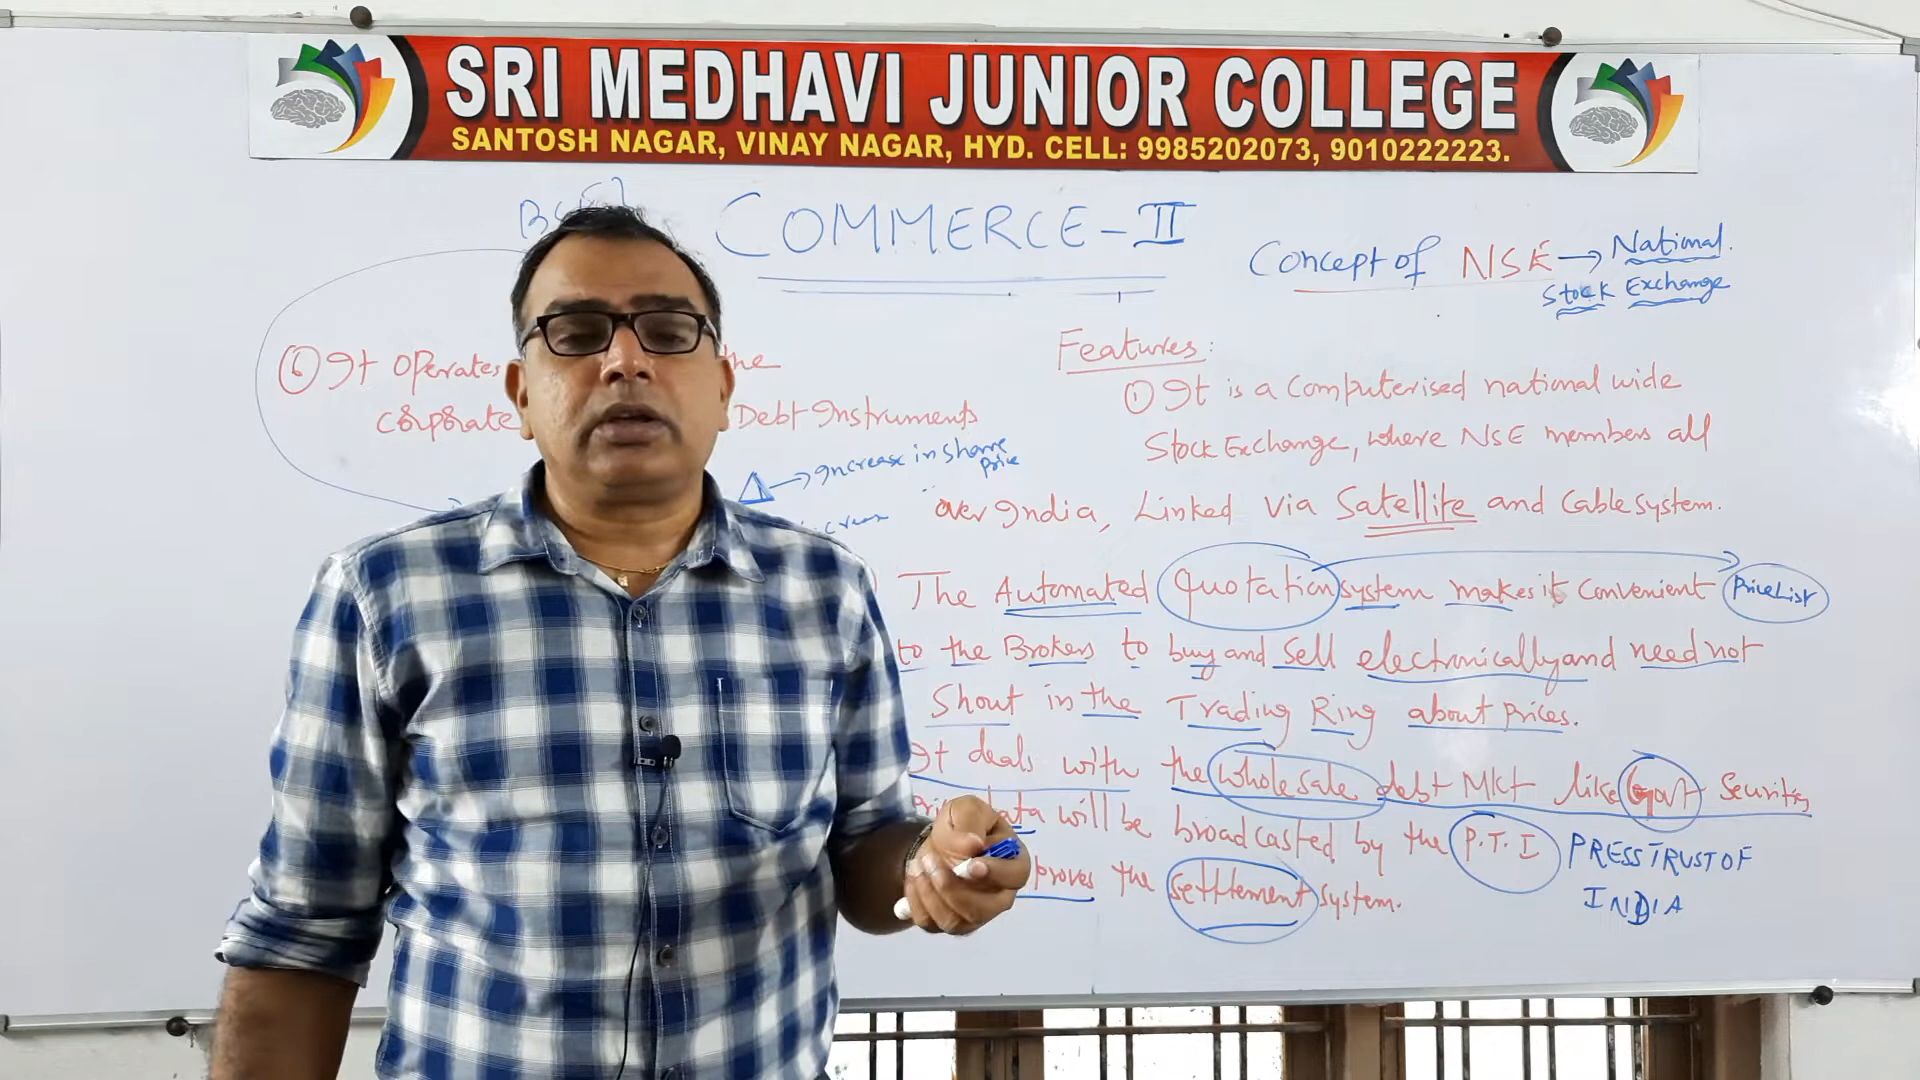 SRI MEDHAVI JUNIOR COLLEGE
SANTOSH NAGAR, VINAY NAGAR, HYD. CELL: 9985202073, 9010222223.
COMMERCE-II
Concept of NSE → National
Stock Exchange
⑥ It operates the
corporate Debt Instruments
→ Increase in share
price
Features:
① It is a computerised national wide
Stock Exchange, where NSE members all
over India, Linked Via Satellite and Cable system.
The Automated Quotation system makes it convenient Price List
to the Brokers to buy and sell electronically and need not
Shout in the Trading Ring about prices.
It deals with the wholesale debt Mkt like Govt Securities
data will be broadcasted by the P.T.I PRESS TRUST OF
INDIA
the settlement system.